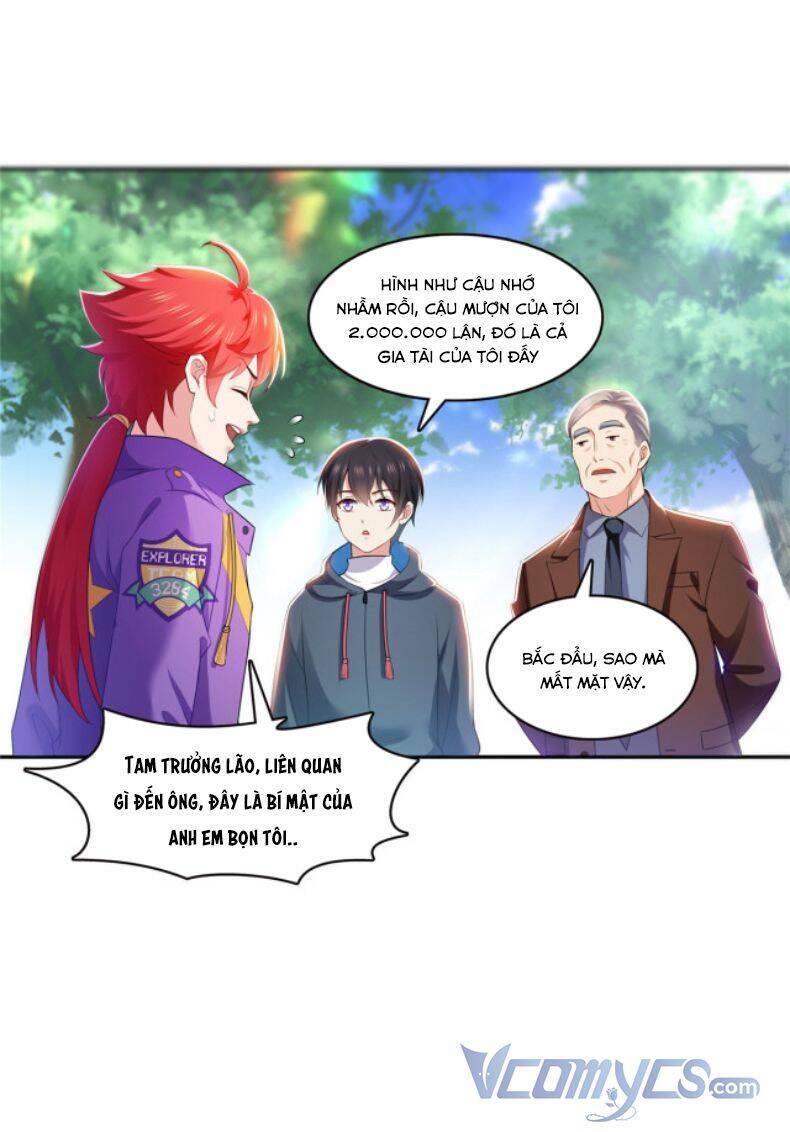 HÌNH NHƯ CẬU NHỚ
NHẦM RỒI, CẬU MƯỢN CỦA TÔI
2.000.000 LẬN, ĐÓ LÀ CẢ
GIA TÀI CỦA TÔI ĐẤY
EXPLORER
TEAM
328
BẮC ĐẨU, SAO MÀ
MẤT MẶT VẬY.
TAM TRƯỞNG LÃO, LIÊN QUAN
GÌ ĐẾN ÔNG, ĐÂY LÀ BÍ MẬT CỦA
ANH EM BỌN TÔI..
VCOMYCS.com